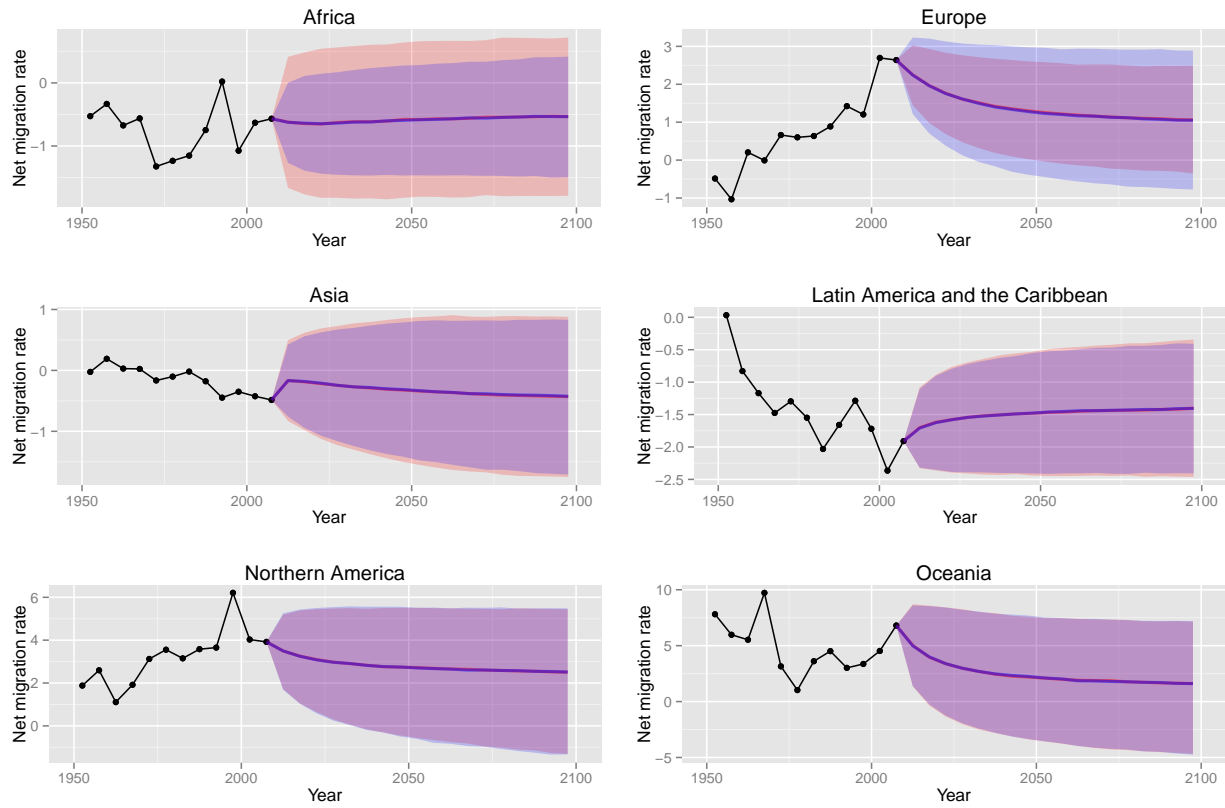 Africa
Net migration rate
0
−1
1950
2000
2050
2100
Year
Europe
Net migration rate
3
2
1
0
−1
1950
2000
2050
2100
Year
Asia
Net migration rate
1
0
−1
1950
2000
2050
2100
Year
Latin America and the Caribbean
Net migration rate
0.0
−0.5
−1.0
−1.5
−2.0
−2.5
1950
2000
2050
2100
Year
Northern America
Net migration rate
6
4
2
0
1950
2000
2050
2100
Year
Oceania
Net migration rate
10
5
0
−5
1950
2000
2050
2100
Year